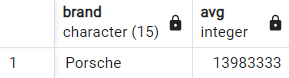 brand avg
character (15) integer
1 Porsche 13983333